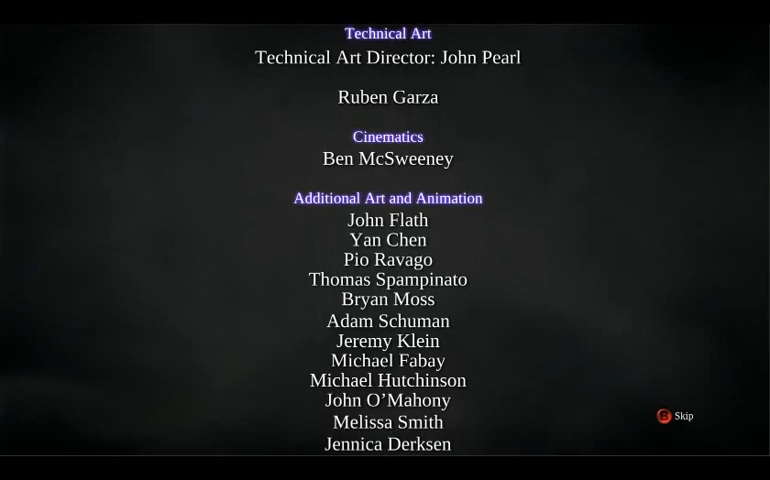 Technical Art
Technical Art Director: John Pearl
Ruben Garza
Cinematics
Ben McSweeney
Additional Art and Animation
John Flath
Yan Chen
Pio Ravago
Thomas Spampinato
Bryan Moss
Adam Schuman
Jeremy Klein
Michael Fabay
Michael Hutchinson
John O’Mahony
Melissa Smith
Jennica Derksen
B Skip